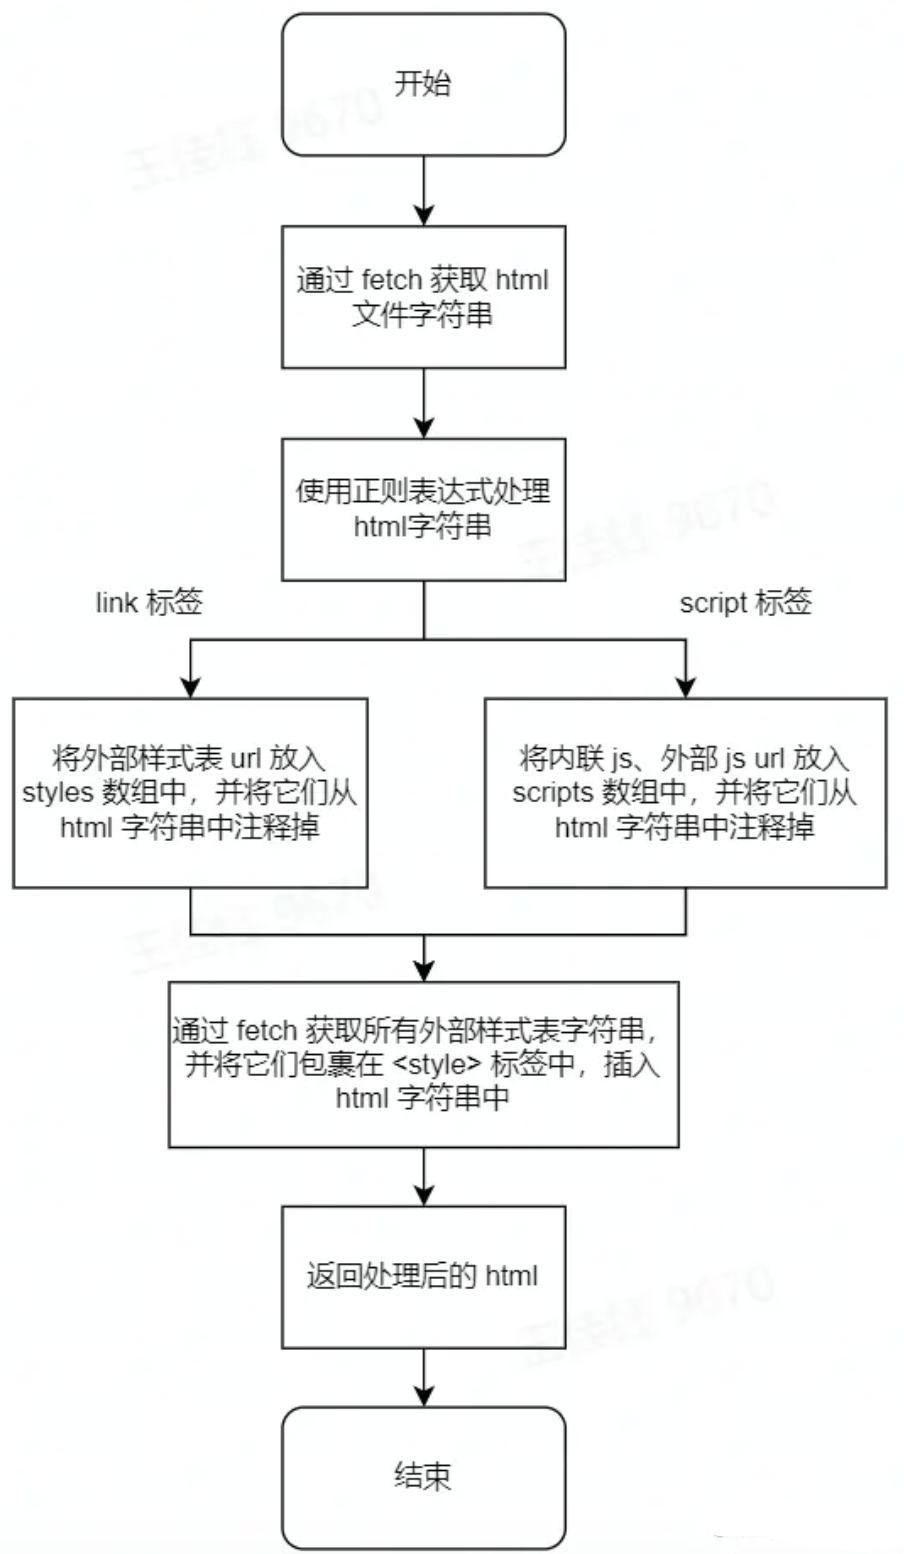 开始
通过 fetch 获取 html
文件字符串
使用正则表达式处理
html字符串
link 标签
script 标签
将外部样式表 url 放入
styles 数组中，并将它们从
html 字符串中注释掉
将内联 js、外部 js url 放入
scripts 数组中，并将它们从
html 字符串中注释掉
通过 fetch 获取所有外部样式表字符串，
并将它们包裹在 <style> 标签中，插入
html 字符串中
返回处理后的 html
结束